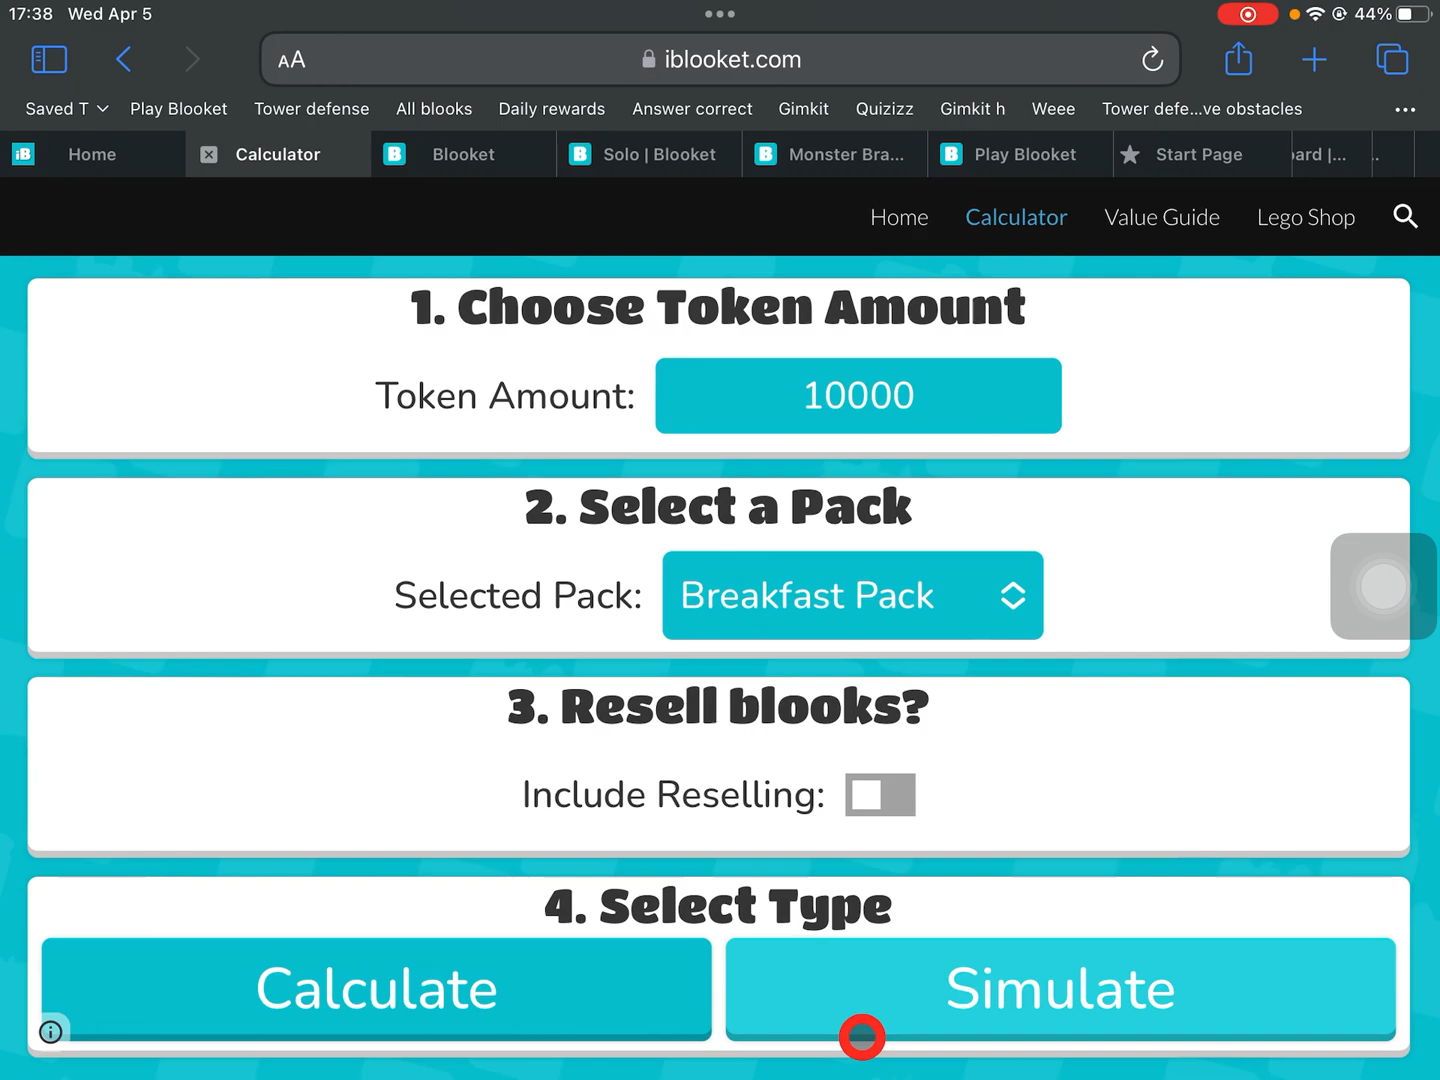 17:38 Wed Apr 5
44%
AA
iblooket.com
Saved T
Play Blooket
Tower defense
All blooks
Daily rewards
Answer correct
Gimkit
Quizizz
Gimkit h
Weee
Tower defe...ve obstacles
iB Home
Calculator
B Blooket
B Solo | Blooket
B Monster Bra...
B Play Blooket
Start Page
ard |...
Home
Calculator
Value Guide
Lego Shop
1. Choose Token Amount
Token Amount: 10000
2. Select a Pack
Selected Pack: Breakfast Pack
3. Resell blooks?
Include Reselling:
4. Select Type
Calculate
Simulate